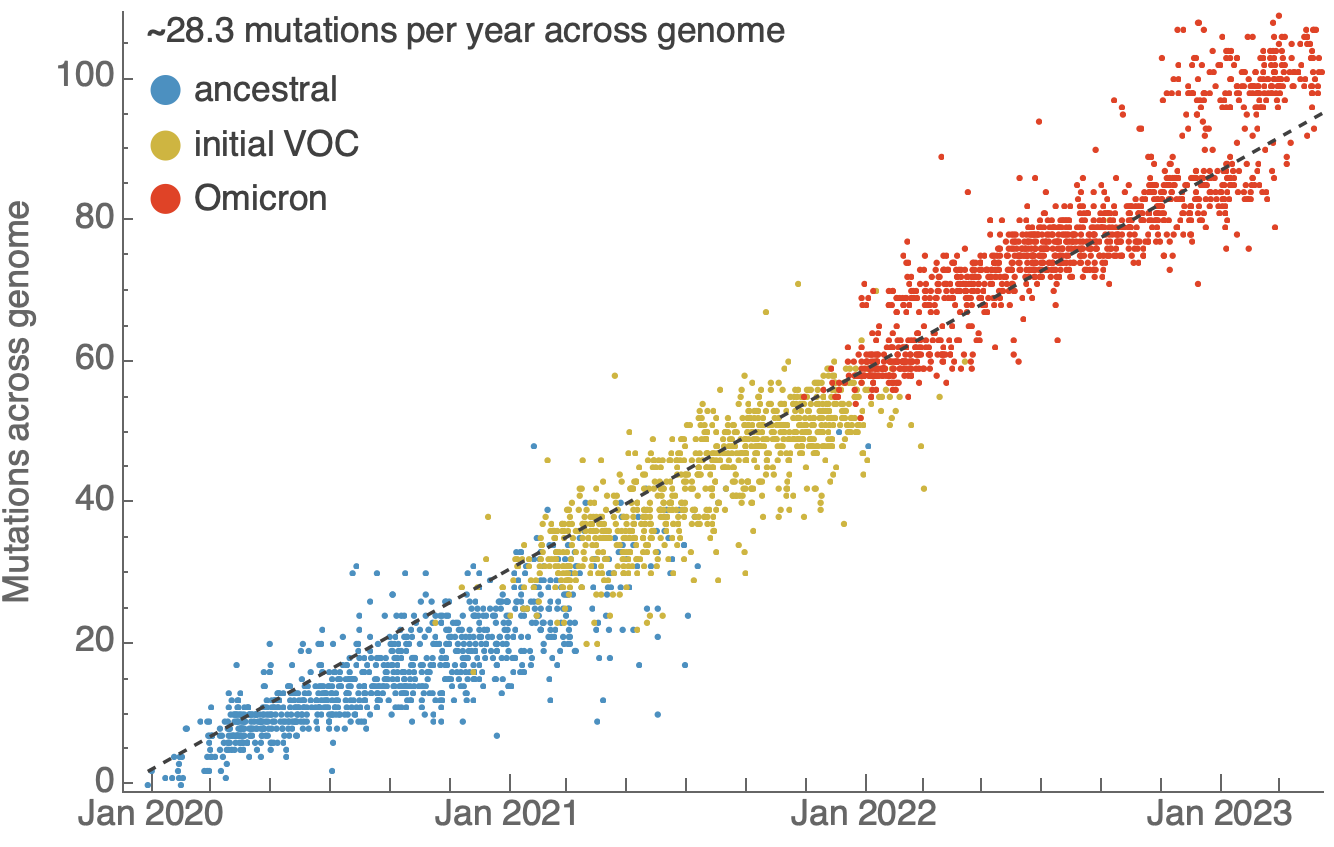 ~28.3 mutations per year across genome
ancestral
initial VOC
Omicron
Mutations across genome
100
80
60
40
20
0
Jan 2020
Jan 2021
Jan 2022
Jan 2023